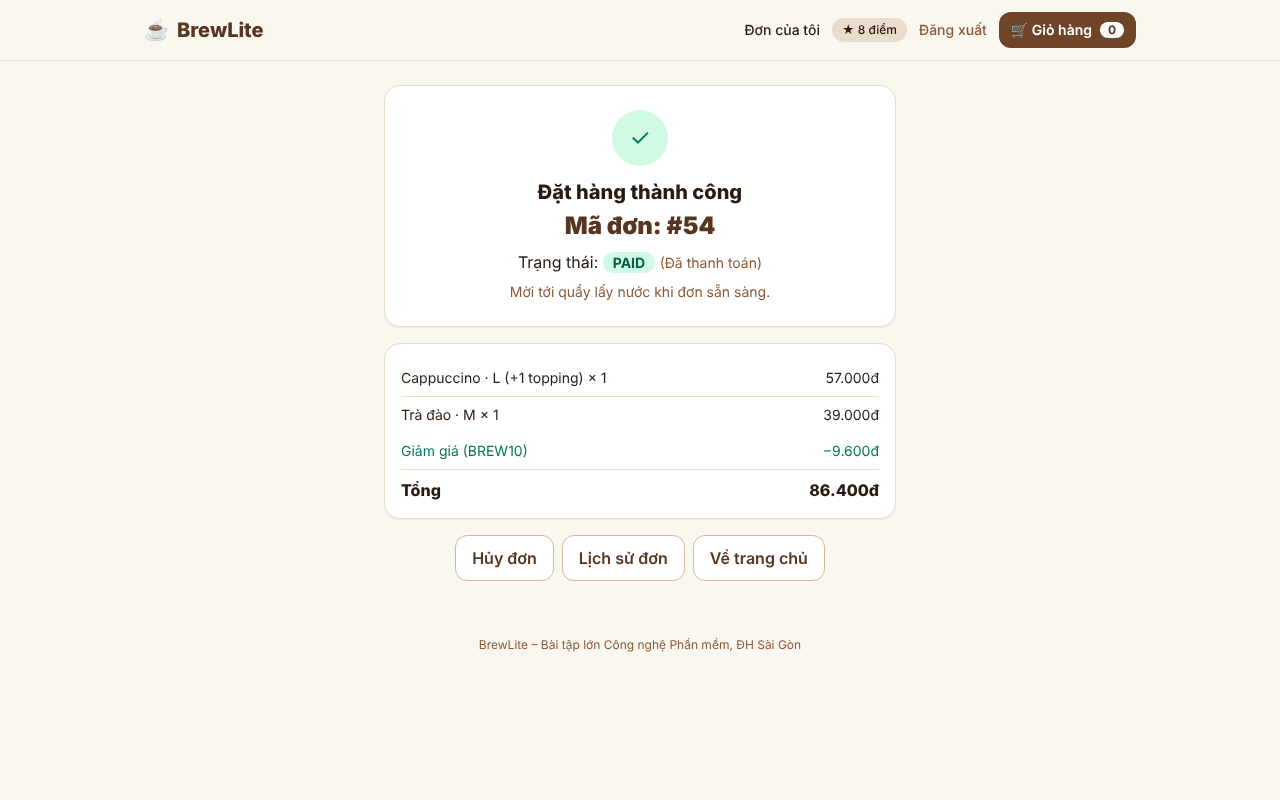 ☕ BrewLite
Đơn của tôi ★ 8 điểm Đăng xuất 🛒 Giỏ hàng 0
Đặt hàng thành công
Mã đơn: #54
Trạng thái: PAID (Đã thanh toán)
Mời tới quầy lấy nước khi đơn sẵn sàng.
Cappuccino · L (+1 topping) × 1 57.000đ
Trà đào · M × 1 39.000đ
Giảm giá (BREW10) −9.600đ
Tổng 86.400đ
Hủy đơn Lịch sử đơn Về trang chủ
BrewLite – Bài tập lớn Công nghệ Phần mềm, ĐH Sài Gòn